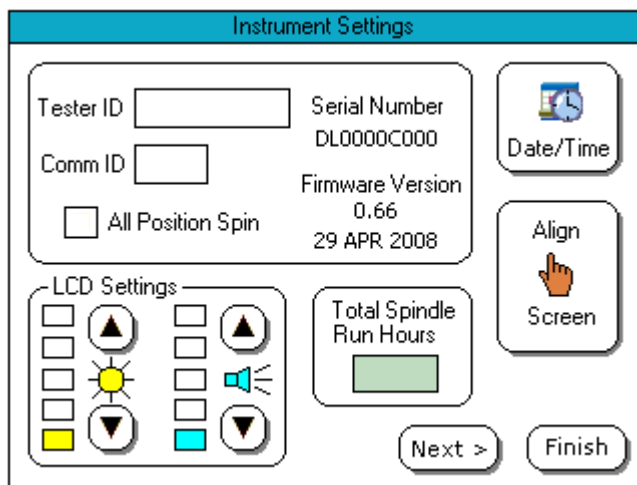 Instrument Settings
Tester ID
Serial Number
DL0000C000
Comm ID
Firmware Version
0.66
29 APR 2008
All Position Spin
Date/Time
Align
Screen
LCD Settings
Total Spindle
Run Hours
Next >
Finish